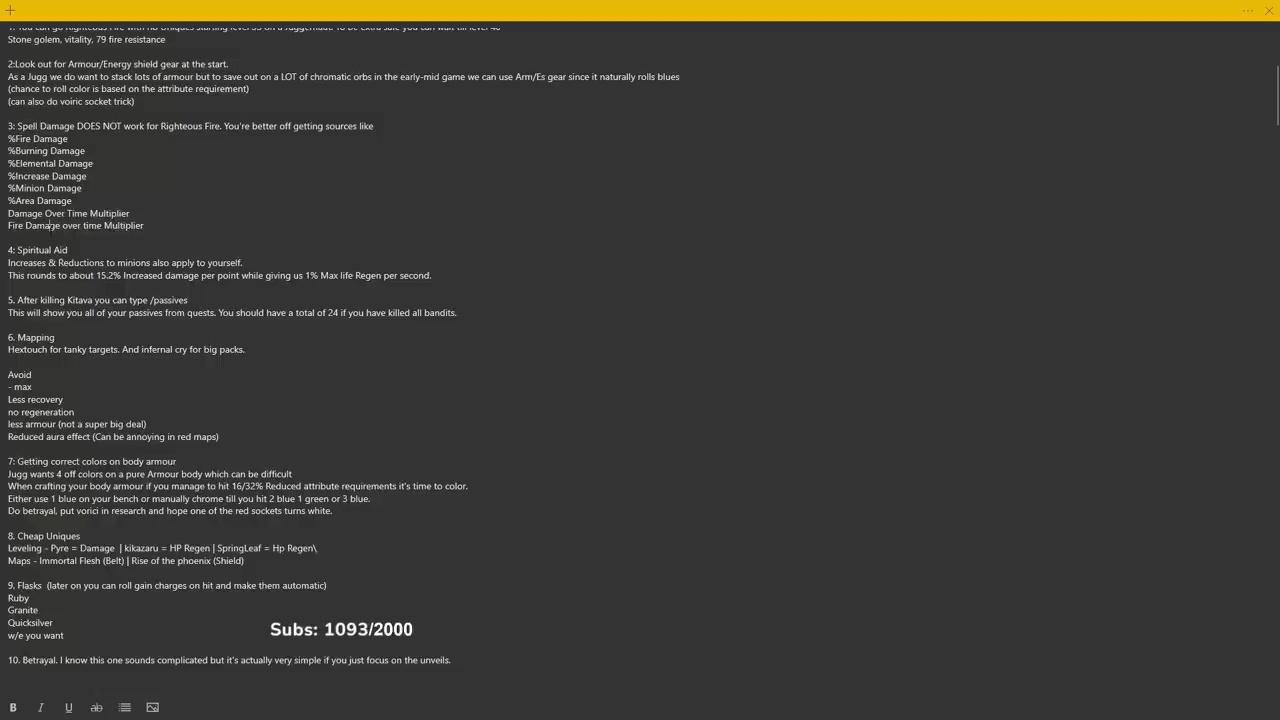 1. You can go Righteous Fire with no Uniques starting level
Stone golem, vitality, 79 fire resistance
2:Look out for Armour/Energy shield gear at the start.
As a Jugg we do want to stack lots of armour but to save out on a LOT of chromatic orbs in the early-mid game we can use Arm/Es gear since it naturally rolls blues
(chance to roll color is based on the attribute requirement)
(can also do voiric socket trick)
3: Spell Damage DOES NOT work for Righteous Fire. You're better off getting sources like
%Fire Damage
%Burning Damage
%Elemental Damage
%Increase Damage
%Minion Damage
%Area Damage
Damage Over Time Multiplier
Fire Damage over time Multiplier
4: Spiritual Aid
Increases & Reductions to minions also apply to yourself.
This rounds to about 15.2% Increased damage per point while giving us 1% Max life Regen per second.
5. After killing Kitava you can type /passives
This will show you all of your passives from quests. You should have a total of 24 if you have killed all bandits.
6. Mapping
Hextouch for tanky targets. And infernal cry for big packs.
Avoid
- max
Less recovery
no regeneration
less armour (not a super big deal)
Reduced aura effect (Can be annoying in red maps)
7: Getting correct colors on body armour
Jugg wants 4 off colors on a pure Armour body which can be difficult
When crafting your body armour if you manage to hit 16/32% Reduced attribute requirements it's time to color.
Either use 1 blue on your bench or manually chrome till you hit 2 blue 1 green or 3 blue.
Do betrayal, put vorici in research and hope one of the red sockets turns white.
8. Cheap Uniques
Leveling - Pyre = Damage | kikazaru = HP Regen | SpringLeaf = Hp Regen\
Maps - Immortal Flesh (Belt) | Rise of the phoenix (Shield)
9. Flasks (later on you can roll gain charges on hit and make them automatic)
Ruby
Granite
Quicksilver
w/e you want
Subs: 1093/2000
10. Betrayal. I know this one sounds complicated but it's actually very simple if you just focus on the unveils.
B I U ab